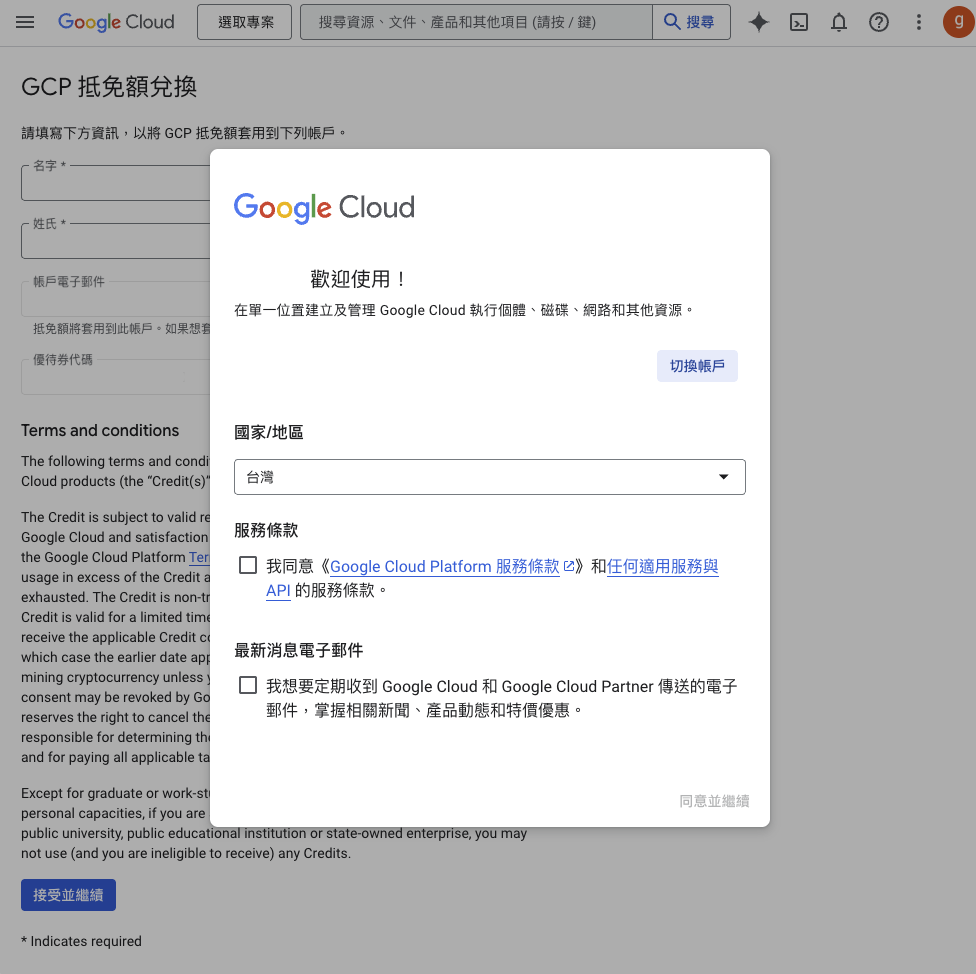 Google Cloud
選取專案
搜尋資源、文件、產品和其他項目 (請按 / 鍵)
搜尋
g
GCP 抵免額兌換
請填寫下方資訊，以將 GCP 抵免額套用到下列帳戶。
名字 *
姓氏 *
帳戶電子郵件
抵免額將套用到此帳戶。如果想套
優待券代碼
Terms and conditions
The following terms and condi
Cloud products (the “Credit(s)”
The Credit is subject to valid re
Google Cloud and satisfaction
the Google Cloud Platform Ter
usage in excess of the Credit a
exhausted. The Credit is non-tr
Credit is valid for a limited time
receive the applicable Credit co
which case the earlier date app
mining cryptocurrency unless y
consent may be revoked by Go
reserves the right to cancel the
responsible for determining the
and for paying all applicable ta
Except for graduate or work-stu
personal capacities, if you are
public university, public educational institution or state-owned enterprise, you may
not use (and you are ineligible to receive) any Credits.
接受並繼續
* Indicates required
Google Cloud
歡迎使用！
在單一位置建立及管理 Google Cloud 執行個體、磁碟、網路和其他資源。
切換帳戶
國家/地區
台灣
服務條款
我同意《Google Cloud Platform 服務條款》和任何適用服務與
API 的服務條款。
最新消息電子郵件
我想要定期收到 Google Cloud 和 Google Cloud Partner 傳送的電子
郵件，掌握相關新聞、產品動態和特價優惠。
同意並繼續